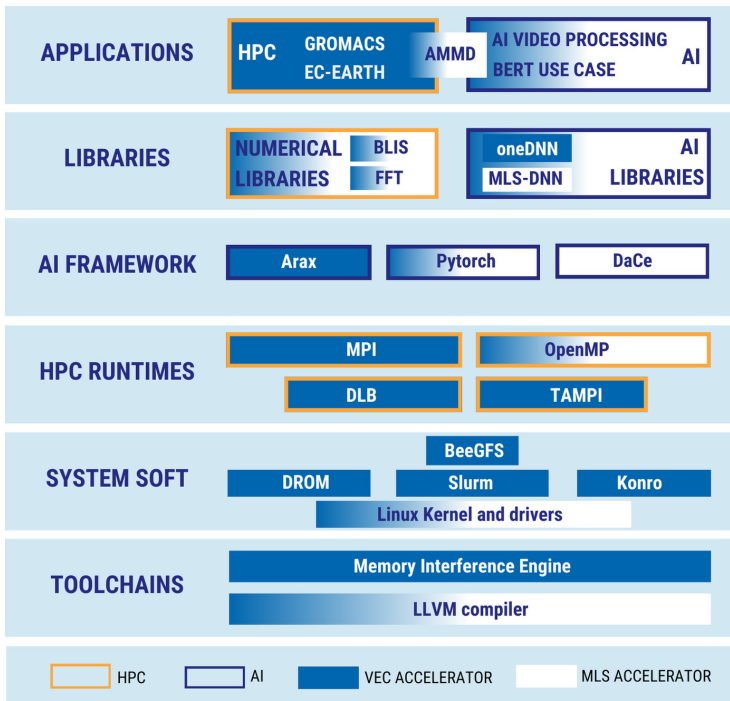 APPLICATIONS
HPC
GROMACS
EC-EARTH
AMMD
AI VIDEO PROCESSING
BERT USE CASE
AI
LIBRARIES
NUMERICAL
LIBRARIES
BLIS
FFT
oneDNN
MLS-DNN
AI
LIBRARIES
AI FRAMEWORK
Arax
Pytorch
DaCe
HPC RUNTIMES
MPI
OpenMP
DLB
TAMPI
SYSTEM SOFT
BeeGFS
DROM
Slurm
Konro
Linux Kernel and drivers
TOOLCHAINS
Memory Interference Engine
LLVM compiler
HPC
AI
VEC ACCELERATOR
MLS ACCELERATOR